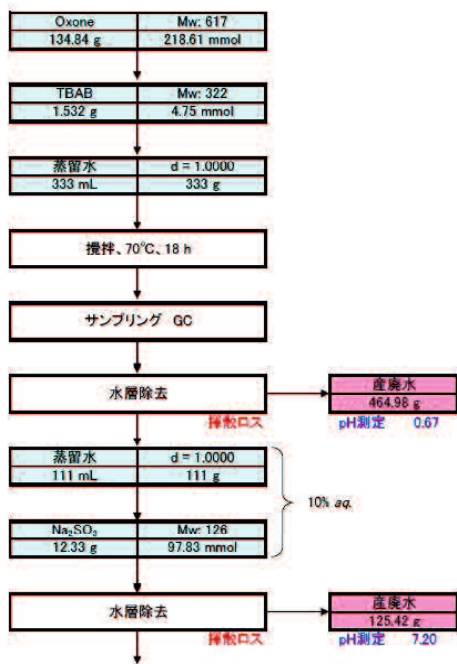 Oxone Mw: 617
134.84 g 218.61 mmol
TBAB Mw: 322
1.532 g 4.75 mmol
蒸留水 d = 1.0000
333 mL 333 g
攪拌、70℃、18 h
サンプリング GC
水層除去 産廃水
464.98 g
揮散ロス pH測定 0.67
蒸留水 d = 1.0000
111 mL 111 g
10% aq.
Na₂SO₃ Mw: 126
12.33 g 97.83 mmol
水層除去 産廃水
125.42 g
揮散ロス pH測定 7.20